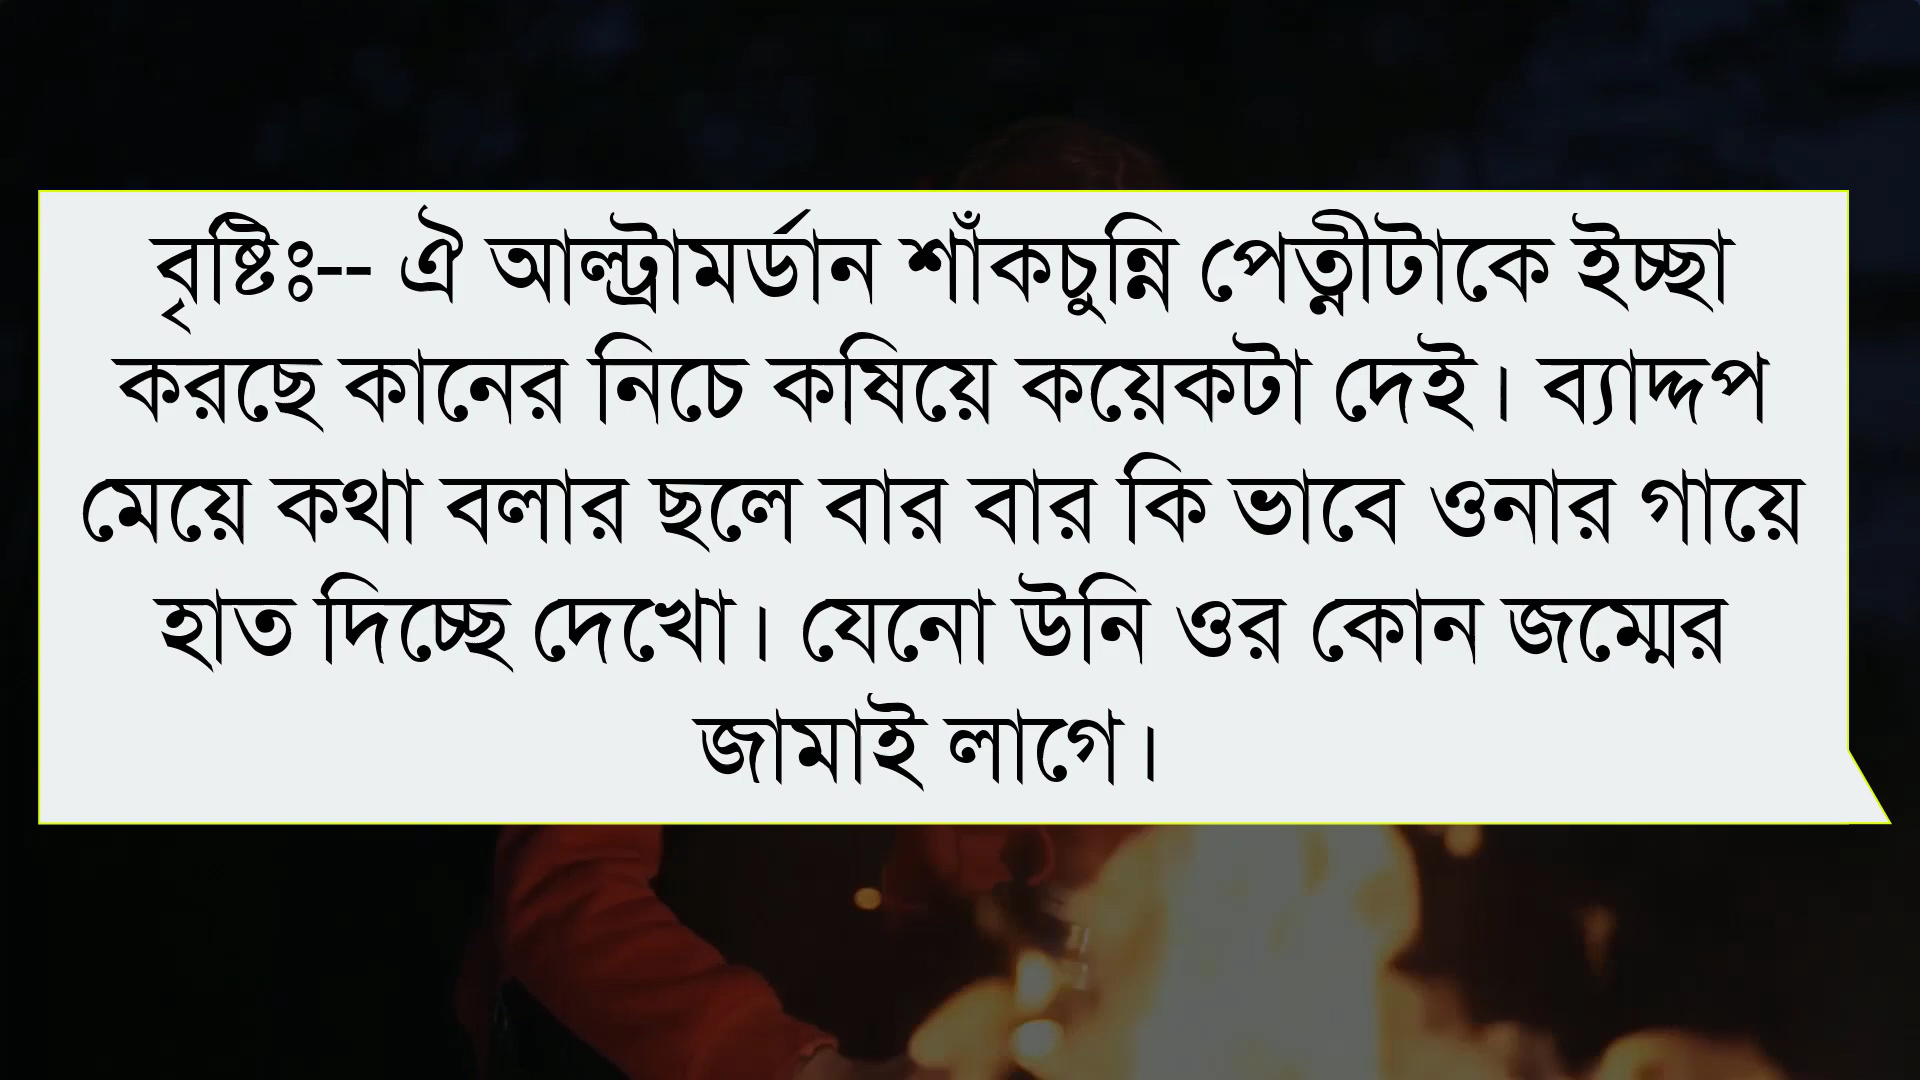 বৃষ্টিঃ-- ঐ আল্ট্রামর্ডান শাঁকচুন্নি পেত্নীটাকে ইচ্ছা
করছে কানের নিচে কষিয়ে কয়েকটা দেই। ব্যাদ্দপ
মেয়ে কথা বলার ছলে বার বার কি ভাবে ওনার গায়ে
হাত দিচ্ছে দেখো। যেনো উনি ওর কোন জম্মের
জামাই লাগে।